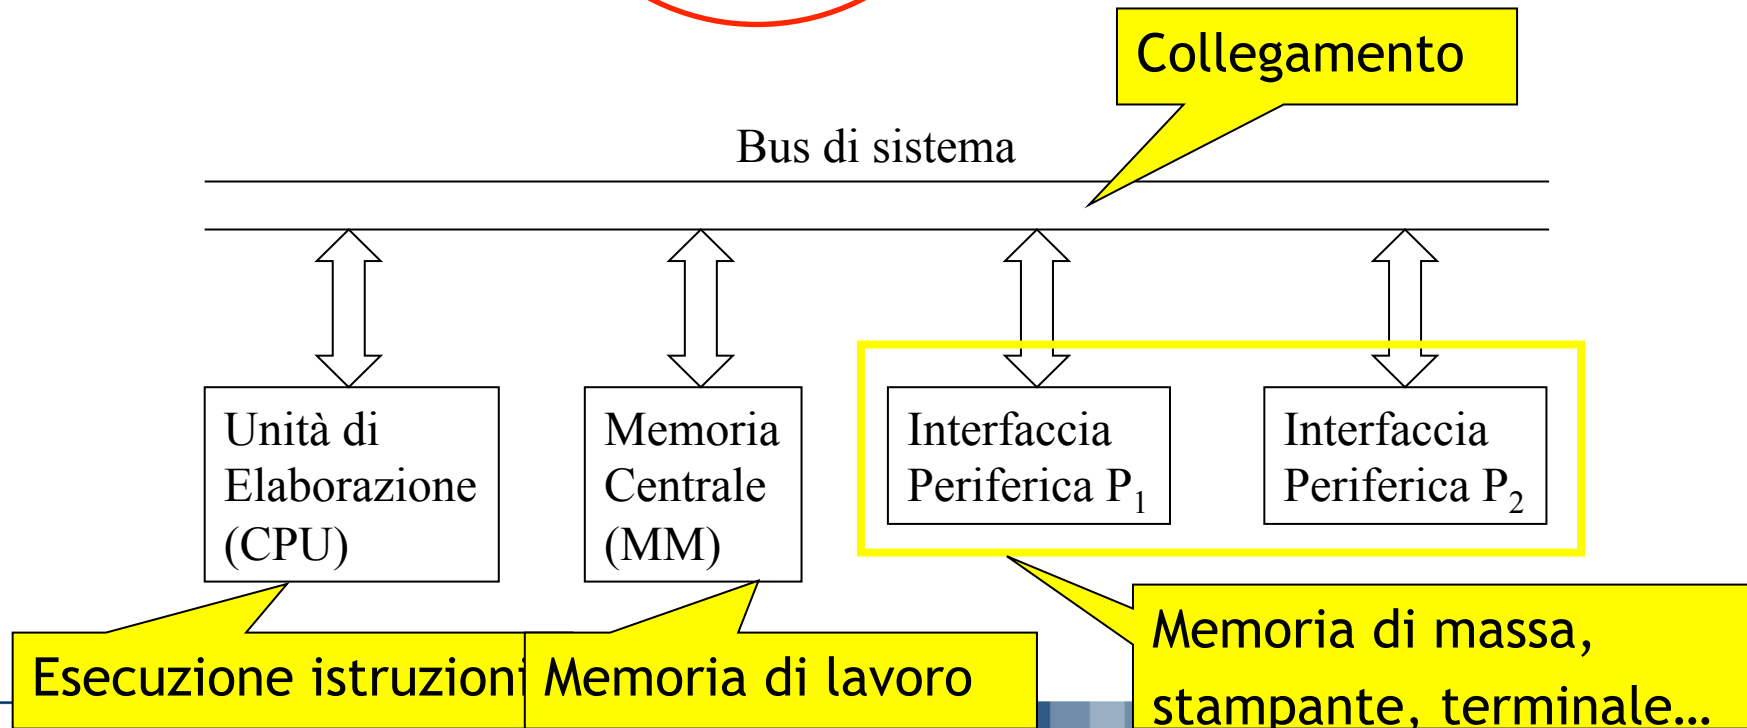 Collegamento
Bus di sistema
Unità di
Elaborazione
(CPU)
Memoria
Centrale
(MM)
Interfaccia
Periferica P₁
Interfaccia
Periferica P₂
Esecuzione istruzioni
Memoria di lavoro
Memoria di massa,
stampante, terminale…